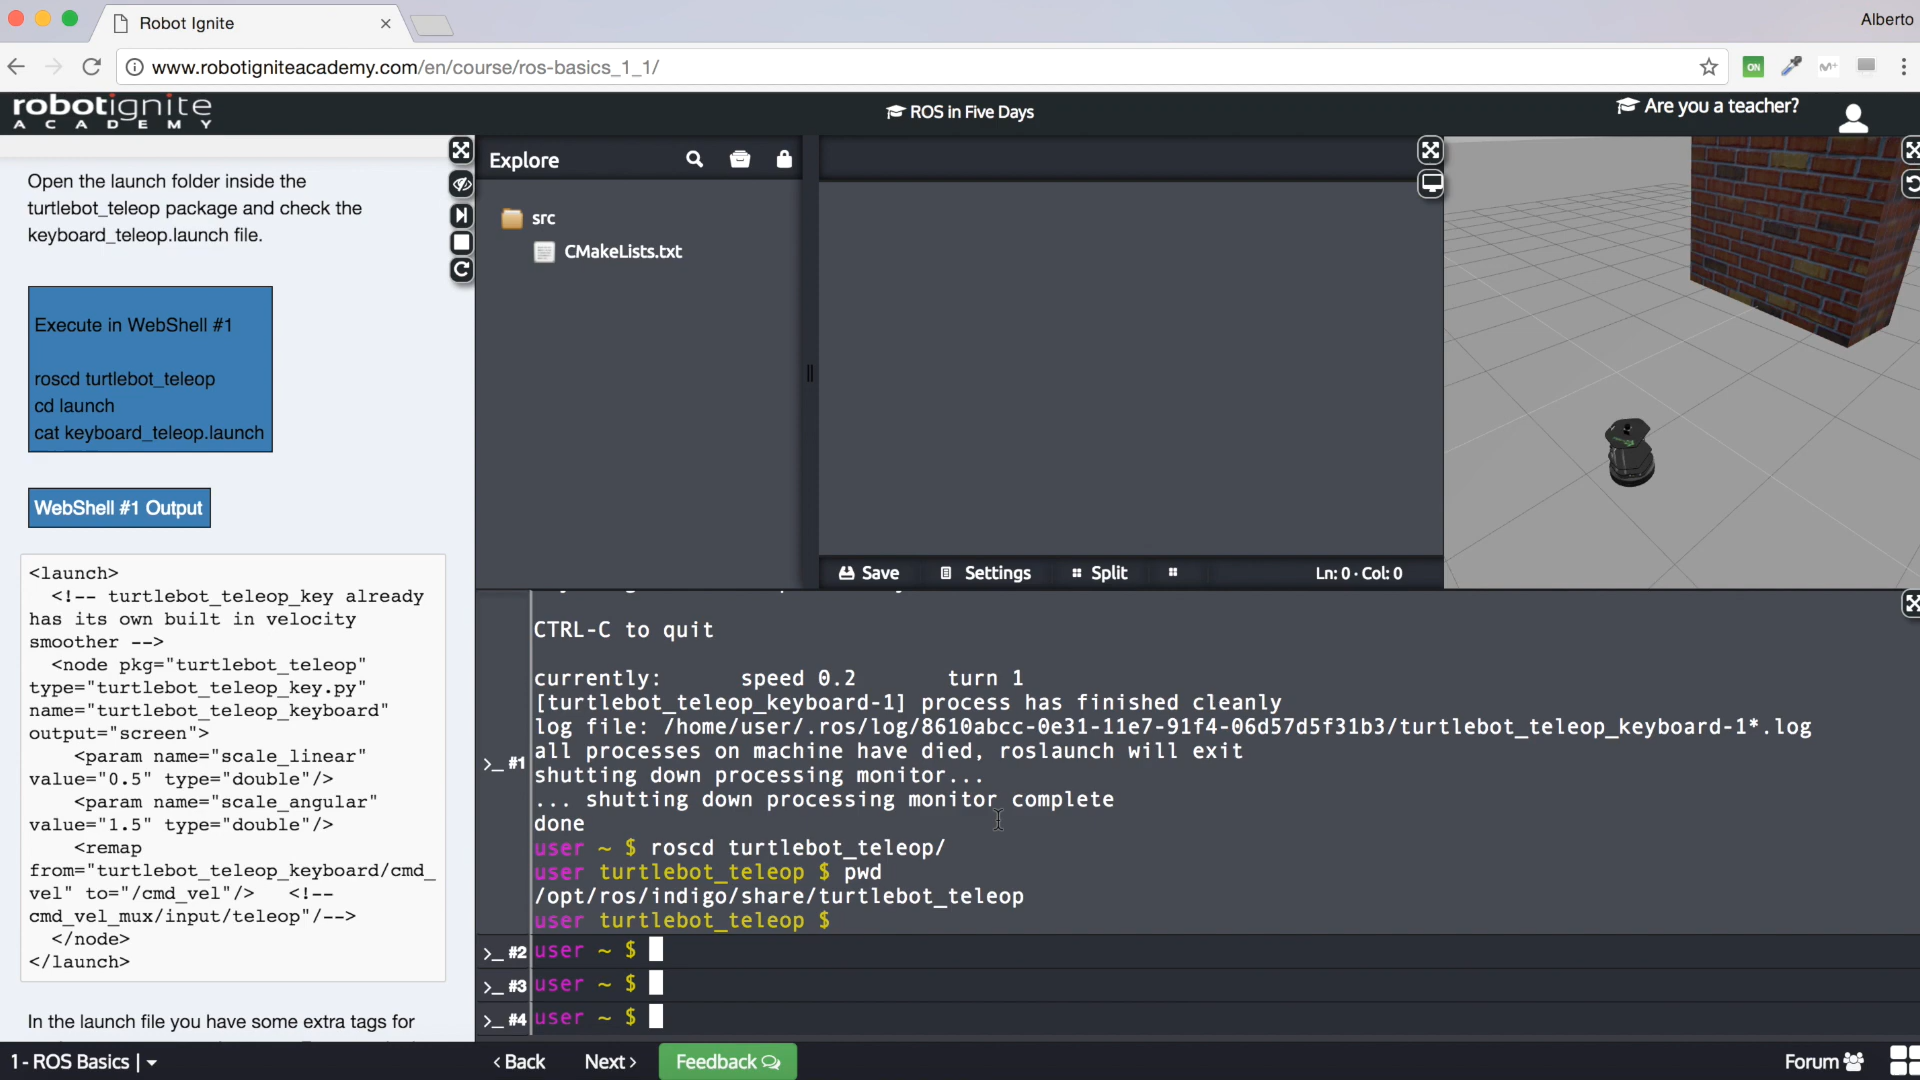 Robot Ignite
Alberto
www.robotigniteacademy.com/en/course/ros-basics_1_1/
ON
robotignite
ACADEMY
ROS in Five Days
Are you a teacher?
Open the launch folder inside the
turtlebot_teleop package and check the
keyboard_teleop.launch file.
Execute in WebShell #1
roscd turtlebot_teleop
cd launch
cat keyboard_teleop.launch
WebShell #1 Output
<launch>
<!-- turtlebot_teleop_key already
has its own built in velocity
smoother -->
<node pkg="turtlebot_teleop"
type="turtlebot_teleop_key.py"
name="turtlebot_teleop_keyboard"
output="screen">
<param name="scale_linear"
value="0.5" type="double"/>
<param name="scale_angular"
value="1.5" type="double"/>
<remap
from="turtlebot_teleop_keyboard/cmd_
vel" to="/cmd_vel"/> <!--
cmd_vel_mux/input/teleop"/-->
</node>
</launch>
In the launch file you have some extra tags for
Explore
src
CMakeLists.txt
Save
Settings
Split
Ln: 0 · Col: 0
CTRL-C to quit
currently: speed 0.2 turn 1
[turtlebot_teleop_keyboard-1] process has finished cleanly
log file: /home/user/.ros/log/8610abcc-0e31-11e7-91f4-06d57d5f31b3/turtlebot_teleop_keyboard-1*.log
all processes on machine have died, roslaunch will exit
shutting down processing monitor...
... shutting down processing monitor complete
done
user ~ $ roscd turtlebot_teleop/
user turtlebot_teleop $ pwd
/opt/ros/indigo/share/turtlebot_teleop
user turtlebot_teleop $
>_ #1
>_ #2 user ~ $
>_ #3 user ~ $
>_ #4 user ~ $
1 - ROS Basics |
< Back
Next >
Feedback
Forum